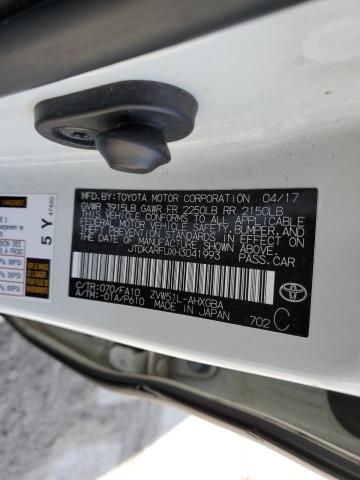 MFD. BY: TOYOTA MOTOR CORPORATION 04/17
GVWR 3915LB GAWR FR 2250LB RR 2150LB
THIS VEHICLE CONFORMS TO ALL APPLICABLE
FEDERAL MOTOR VEHICLE SAFETY, BUMPER, AND
THEFT PREVENTION STANDARDS IN EFFECT ON
THE DATE OF MANUFACTURE SHOWN ABOVE.
JTDKARFUXH3041993 PASS.CAR
C/TR:070/FA10 ZVW51L-AHXGBA
A/TM:-01A/P610
MADE IN JAPAN 702 C
TOYOTA
5 Y 47420